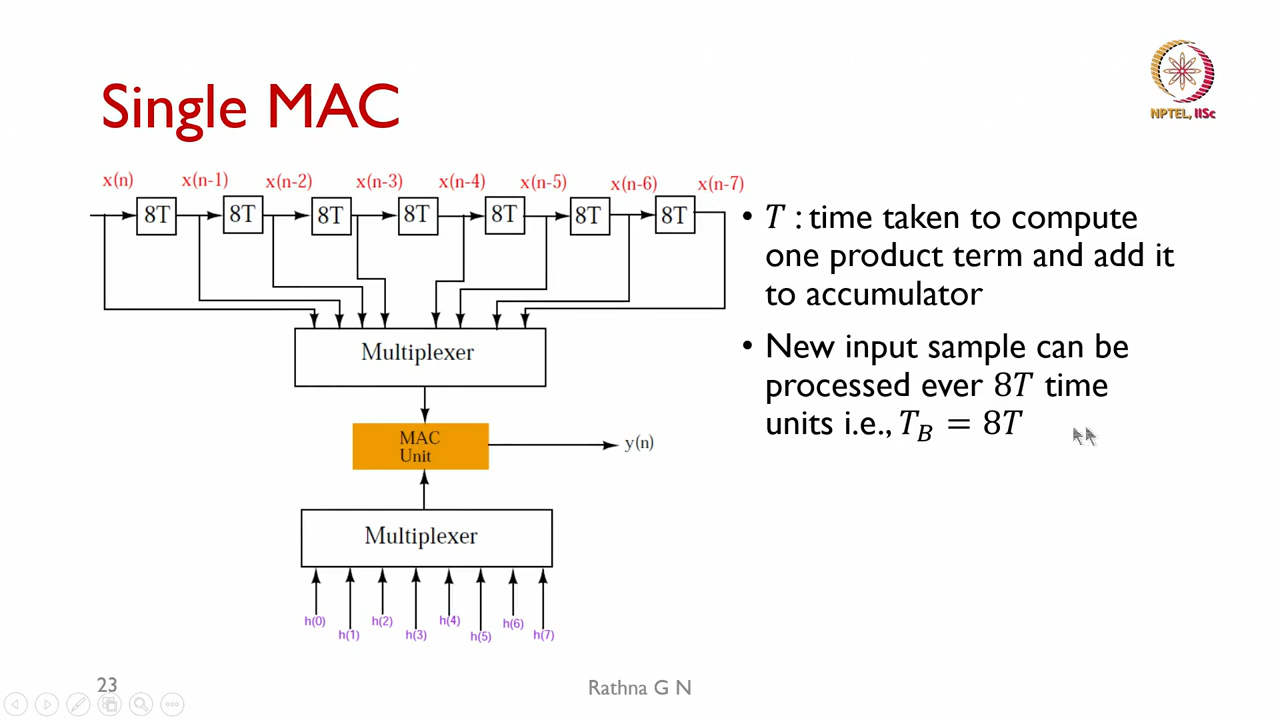 NPTEL, IISc
Single MAC
x(n) x(n-1) x(n-2) x(n-3) x(n-4) x(n-5) x(n-6) x(n-7)
8T 8T 8T 8T 8T 8T 8T
Multiplexer
MAC
Unit
y(n)
Multiplexer
h(0) h(1) h(2) h(3) h(4) h(5) h(6) h(7)
• T : time taken to compute
one product term and add it
to accumulator
• New input sample can be
processed ever 8T time
units i.e., T_B = 8T
23
Rathna G N